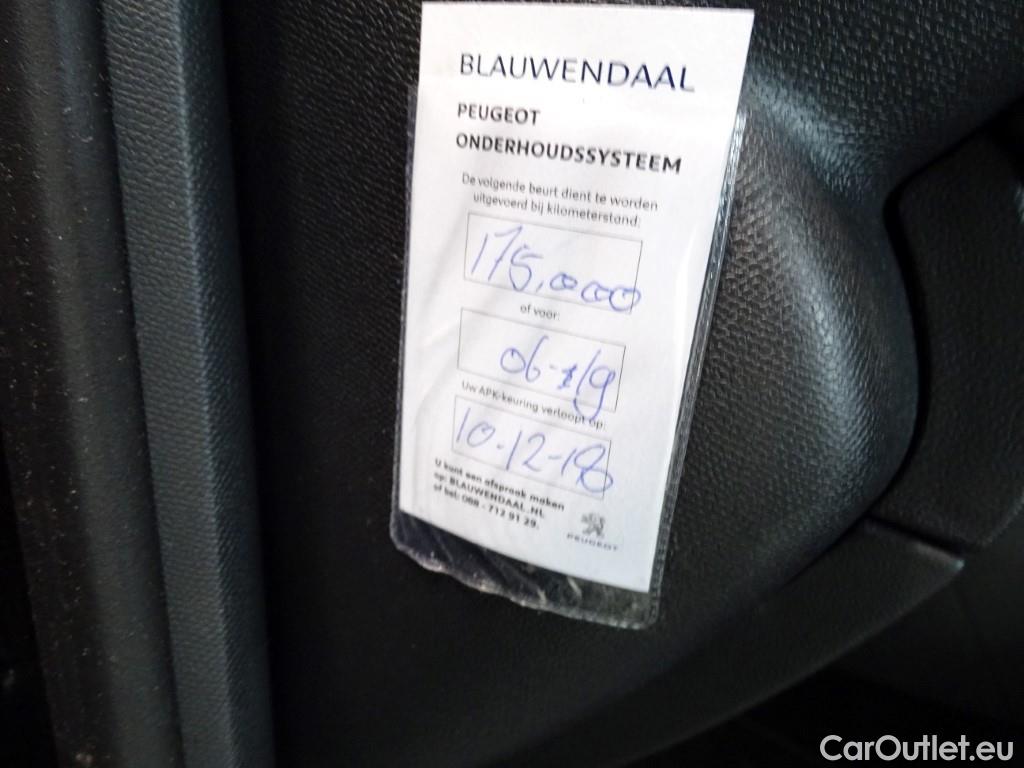 BLAUWENDAAL
PEUGEOT
ONDERHOUDSSYSTEEM
De volgende beurt dient te worden
uitgevoerd bij kilometerstand:
175,0000
of voor:
06-19
Uw APK-keuring verloopt op:
10-12-18
U kunt een afspraak maken
op: BLAUWENDAAL.NL
of bel: 088 - 712 91 29.
PEUGEOT
CarOutlet.eu